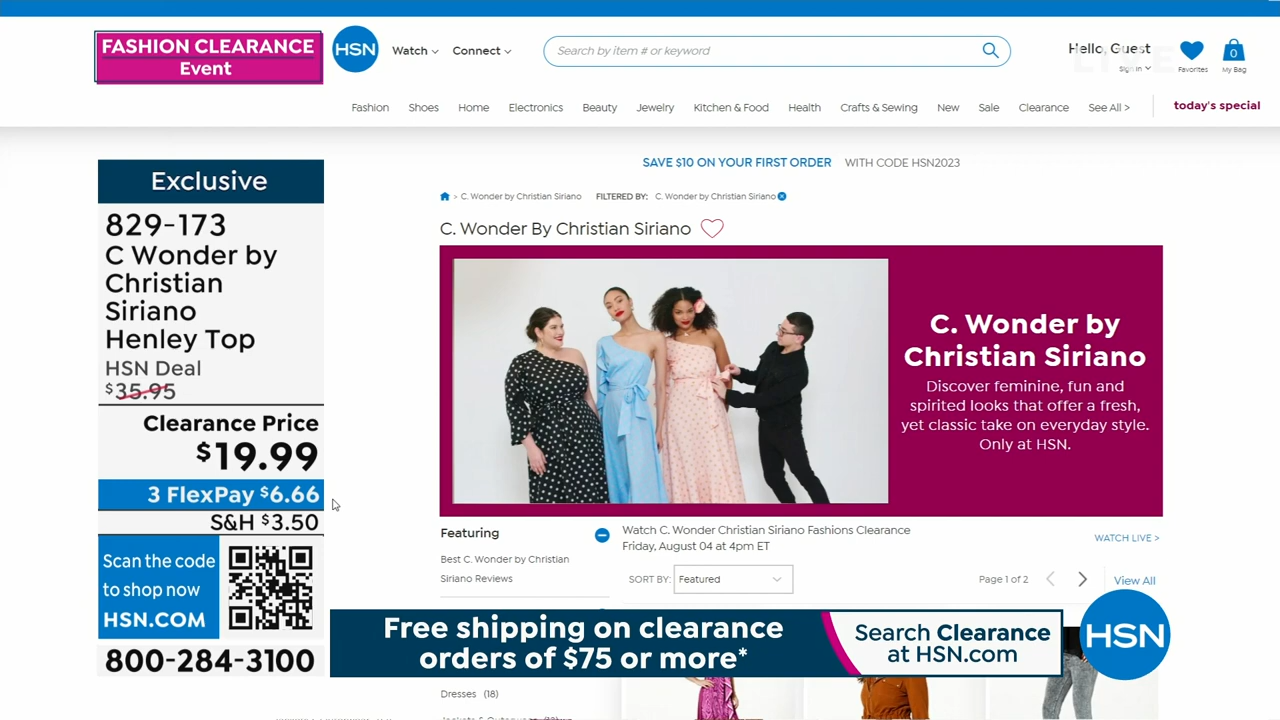 FASHION CLEARANCE
Event
HSN
Watch
Connect
Search by item # or keyword
Hello, Guest
Sign In
Favorites
0
My Bag
LIVE
Fashion
Shoes
Home
Electronics
Beauty
Jewelry
Kitchen & Food
Health
Crafts & Sewing
New
Sale
Clearance
See All >
today's special
Exclusive
829-173
C Wonder by
Christian
Siriano
Henley Top
HSN Deal
$35.95
Clearance Price
$19.99
3 FlexPay $6.66
S&H $3.50
Scan the code
to shop now
HSN.COM
800-284-3100
SAVE $10 ON YOUR FIRST ORDER WITH CODE HSN2023
> C. Wonder by Christian Siriano FILTERED BY: C. Wonder by Christian Siriano
C. Wonder By Christian Siriano
C. Wonder by
Christian Siriano
Discover feminine, fun and
spirited looks that offer a fresh,
yet classic take on everyday style.
Only at HSN.
Featuring
Best C. Wonder by Christian
Siriano Reviews
Watch C. Wonder Christian Siriano Fashions Clearance
Friday, August 04 at 4pm ET
WATCH LIVE >
SORT BY: Featured
Page 1 of 2
View All
Free shipping on clearance
orders of $75 or more*
Search Clearance
at HSN.com
HSN
Dresses (18)